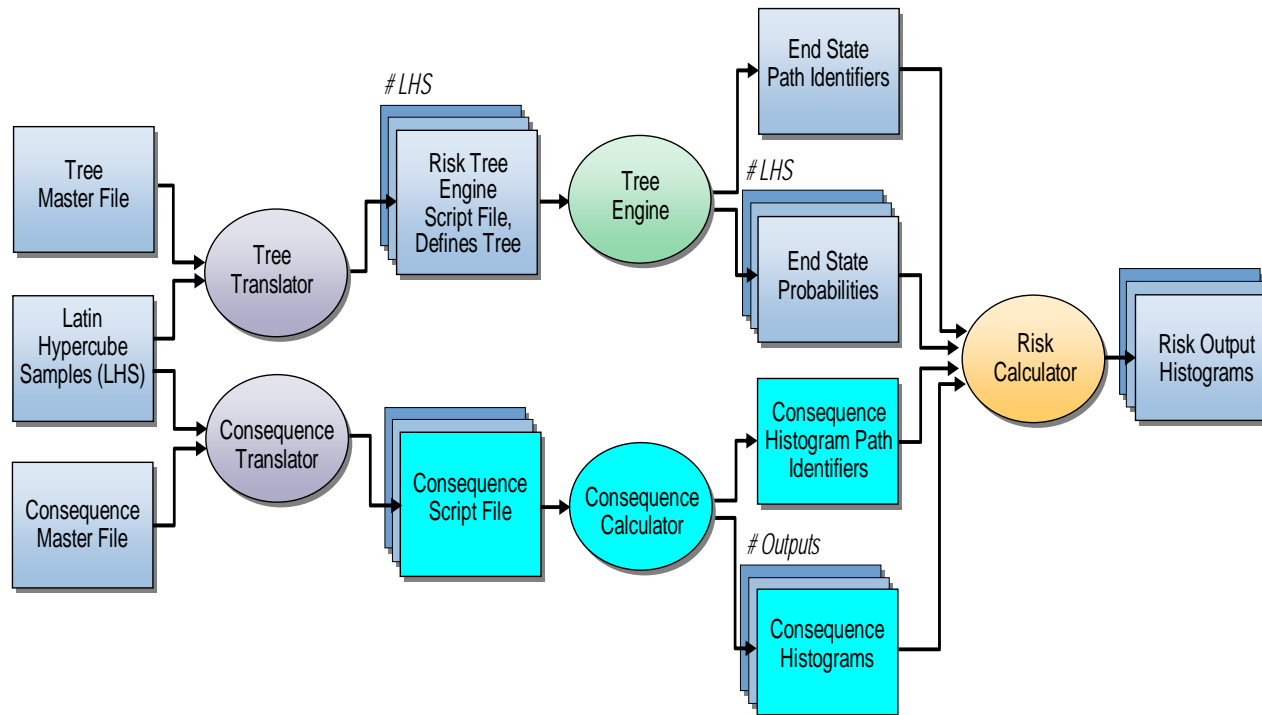 # LHS
End State
Path Identifiers
Tree
Master File
Risk Tree
Engine
Script File,
Defines Tree
Tree
Engine
# LHS
Tree
Translator
End State
Probabilities
Latin
Hypercube
Samples (LHS)
Risk
Calculator
Risk Output
Histograms
Consequence
Translator
Consequence
Histogram Path
Identifiers
Consequence
Master File
Consequence
Script File
Consequence
Calculator
# Outputs
Consequence
Histograms